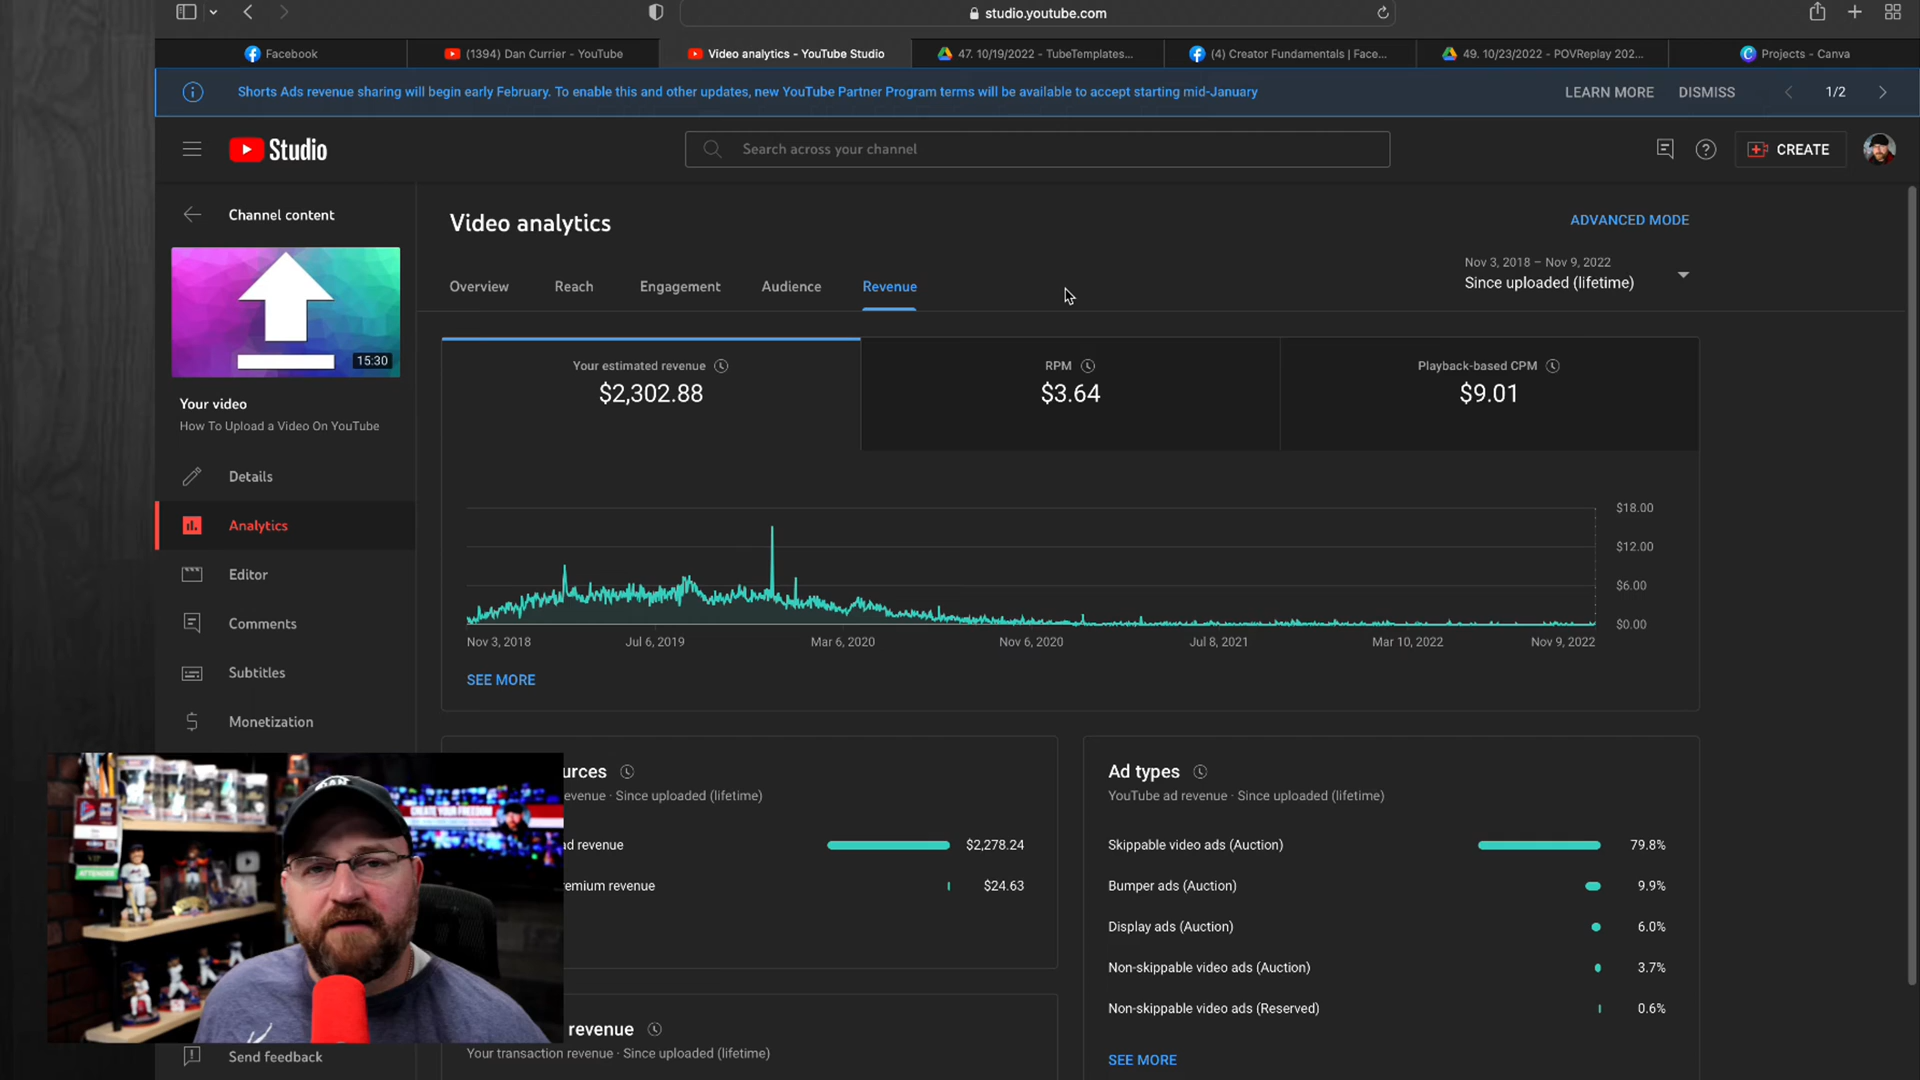 studio.youtube.com
Facebook
(1394) Dan Currier - YouTube
Video analytics - YouTube Studio
47. 10/19/2022 - TubeTemplates...
(4) Creator Fundamentals | Face...
49. 10/23/2022 - POVReplay 202...
Projects - Canva
Shorts Ads revenue sharing will begin early February. To enable this and other updates, new YouTube Partner Program terms will be available to accept starting mid-January
LEARN MORE
DISMISS
1/2
Studio
Search across your channel
CREATE
Channel content
15:30
Your video
How To Upload a Video On YouTube
Details
Analytics
Editor
Comments
Subtitles
Monetization
Send feedback
Video analytics
ADVANCED MODE
Nov 3, 2018 – Nov 9, 2022
Since uploaded (lifetime)
Overview
Reach
Engagement
Audience
Revenue
Your estimated revenue
$2,302.88
RPM
$3.64
Playback-based CPM
$9.01
$18.00
$12.00
$6.00
$0.00
Nov 3, 2018
Jul 6, 2019
Mar 6, 2020
Nov 6, 2020
Jul 8, 2021
Mar 10, 2022
Nov 9, 2022
SEE MORE
urces
evenue · Since uploaded (lifetime)
ad revenue
$2,278.24
emium revenue
$24.63
revenue
Your transaction revenue · Since uploaded (lifetime)
Ad types
YouTube ad revenue · Since uploaded (lifetime)
Skippable video ads (Auction)
79.8%
Bumper ads (Auction)
9.9%
Display ads (Auction)
6.0%
Non-skippable video ads (Auction)
3.7%
Non-skippable video ads (Reserved)
0.6%
SEE MORE
CREATE YOUR FREEDOM
ATTENDEE